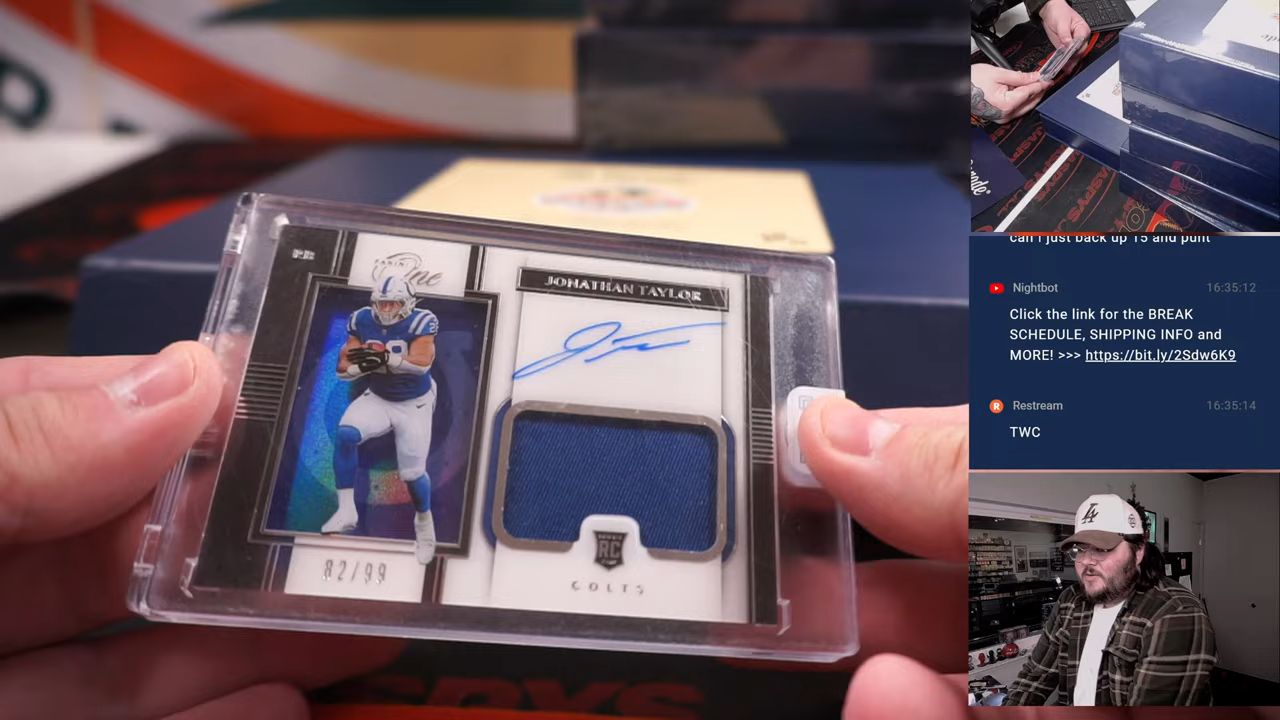 PANINI
One
JONATHAN TAYLOR
RC
COLTS
82/99
can i just back up 15 and punt
Nightbot
16:35:12
Click the link for the BREAK
SCHEDULE, SHIPPING INFO and
MORE! >>> https://bit.ly/2Sdw6K9
Restream
16:35:14
TWC
LA